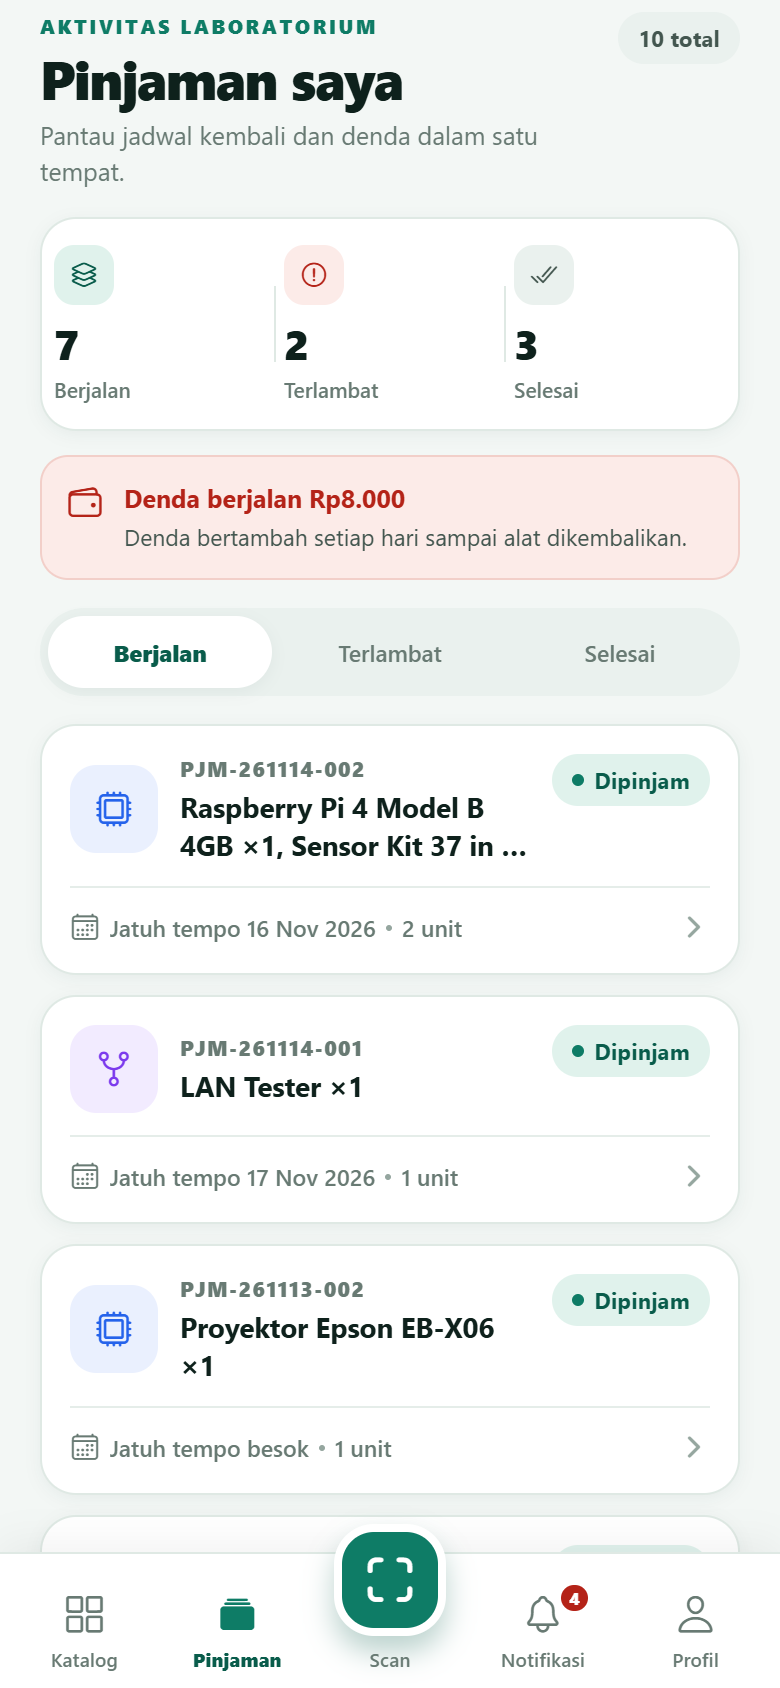 AKTIVITAS LABORATORIUM
10 total
Pinjaman saya
Pantau jadwal kembali dan denda dalam satu
tempat.
7
Berjalan
2
Terlambat
3
Selesai
Denda berjalan Rp8.000
Denda bertambah setiap hari sampai alat dikembalikan.
Berjalan
Terlambat
Selesai
PJM-261114-002
Dipinjam
Raspberry Pi 4 Model B
4GB ×1, Sensor Kit 37 in ...
Jatuh tempo 16 Nov 2026 • 2 unit
PJM-261114-001
Dipinjam
LAN Tester ×1
Jatuh tempo 17 Nov 2026 • 1 unit
PJM-261113-002
Dipinjam
Proyektor Epson EB-X06
×1
Jatuh tempo besok • 1 unit
4
Katalog
Pinjaman
Scan
Notifikasi
Profil